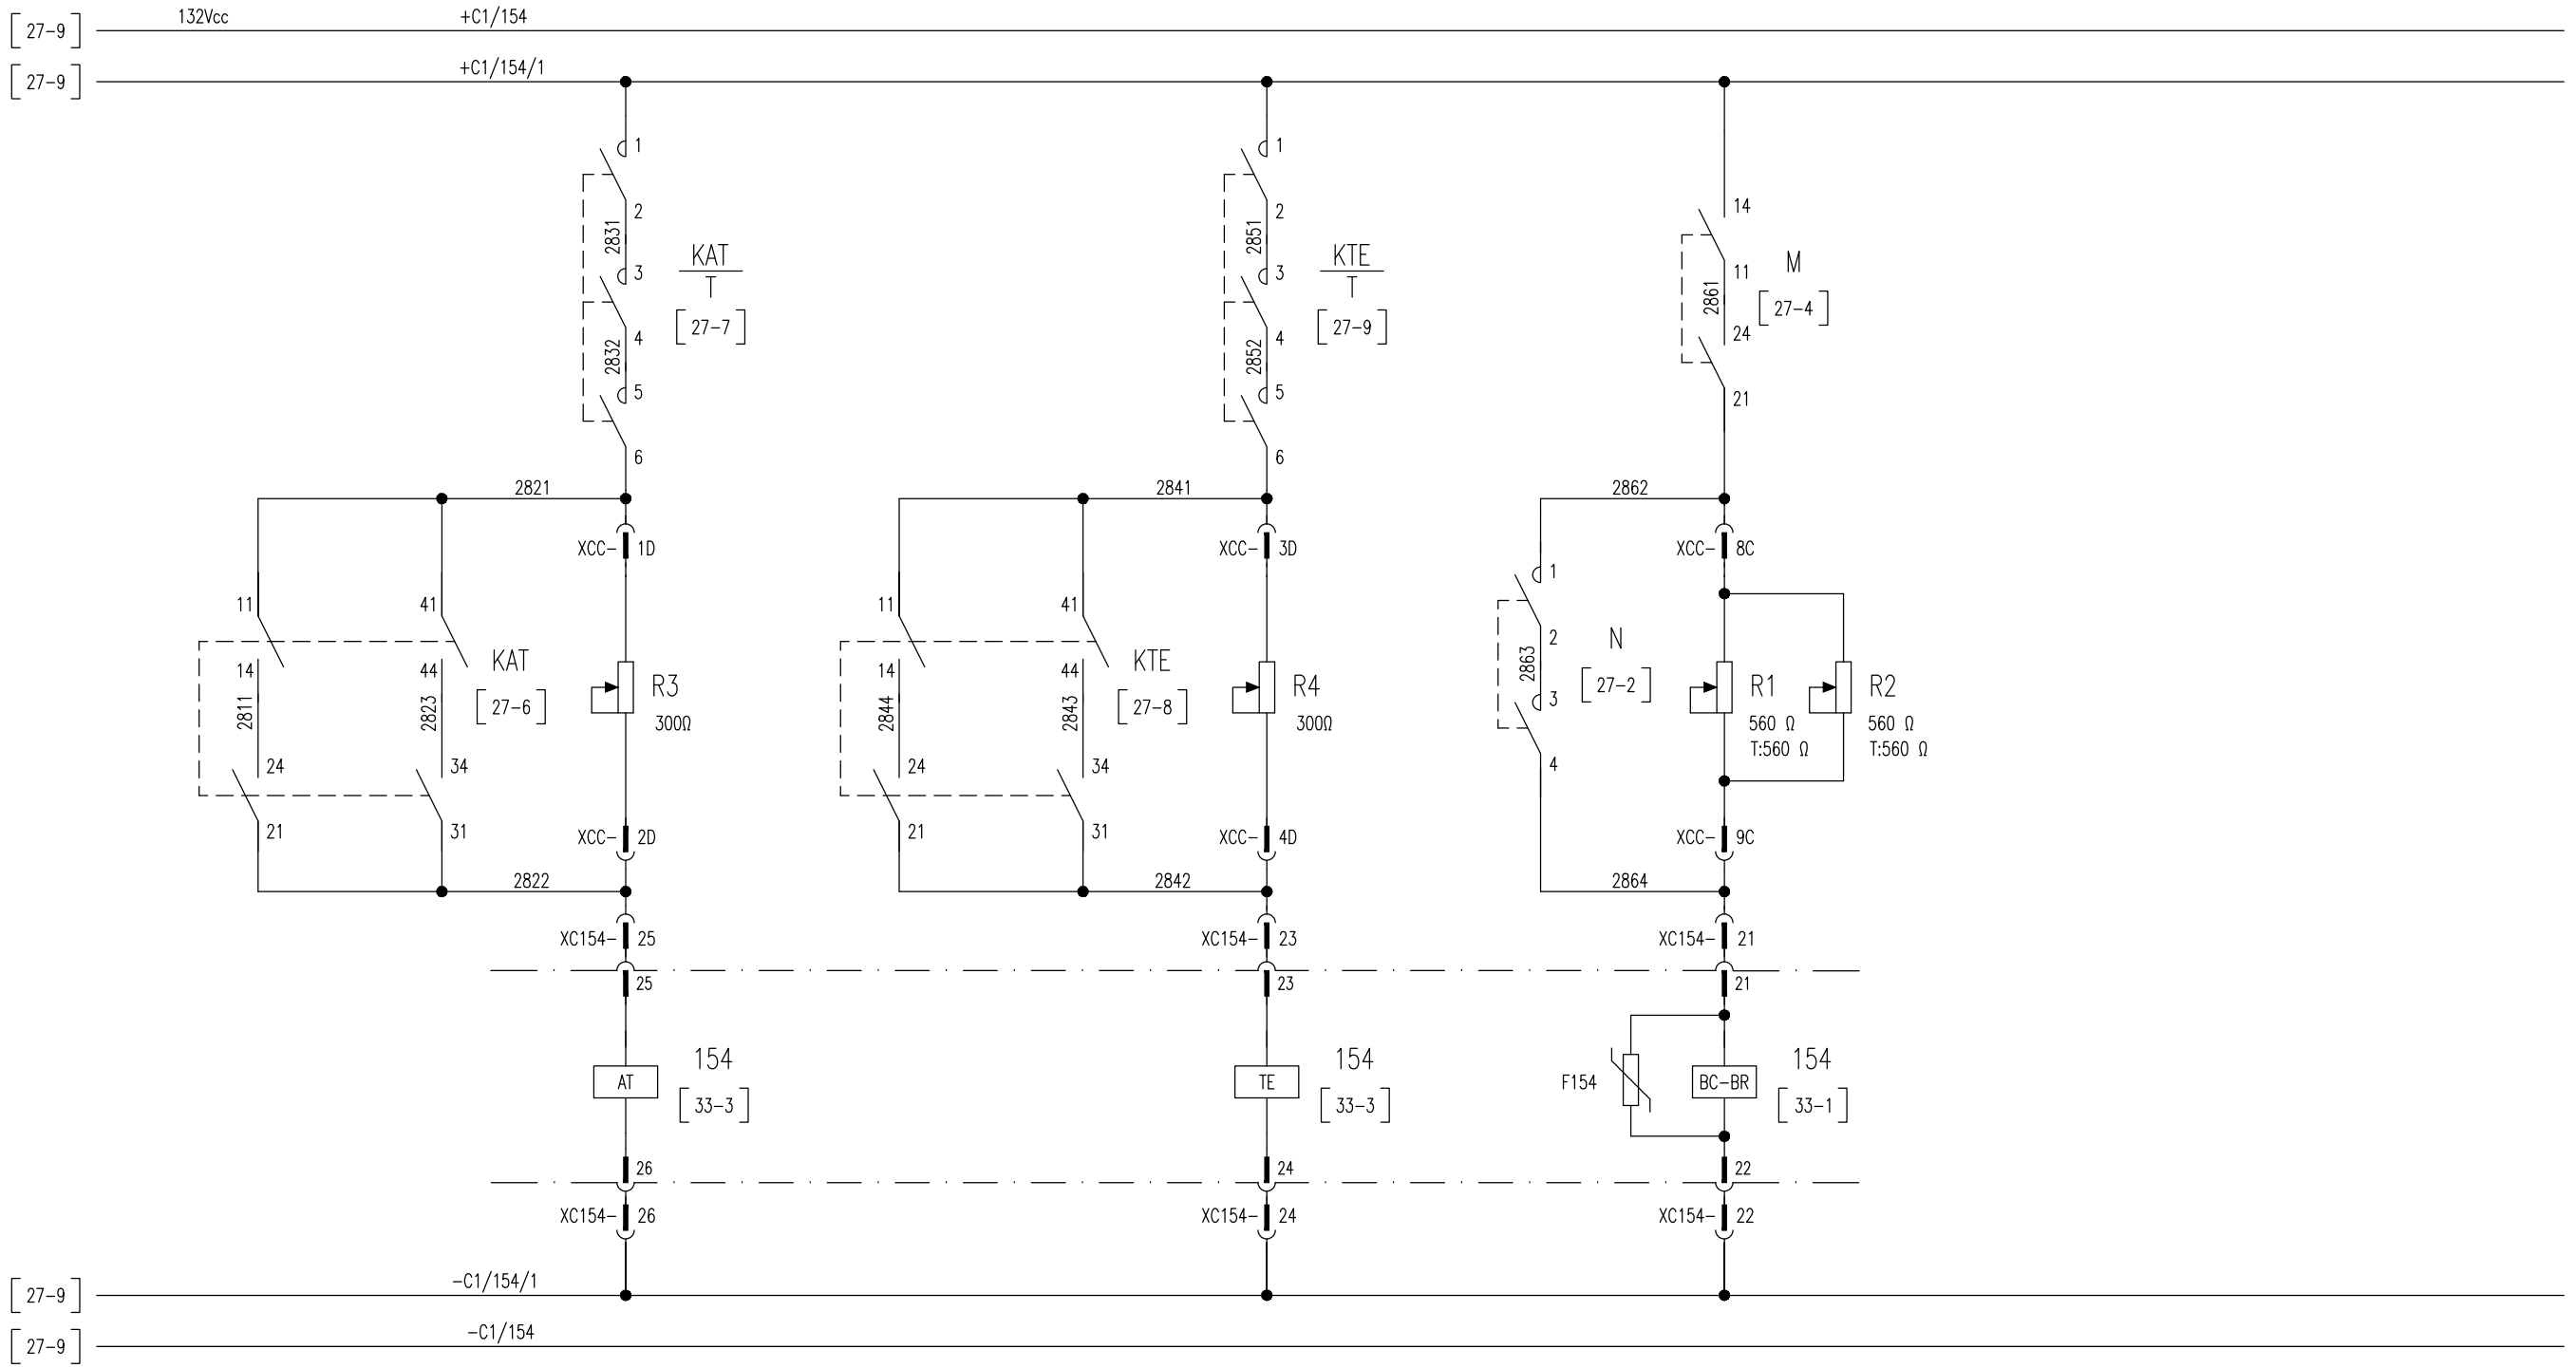 132Vcc
+C1/154
[27-9]
+C1/154/1
[27-9]
1
2
2831
3
KAT
T
[27-7]
4
2832
5
6
2821
XCC- 1D
11
41
14
44
KAT
[27-6]
2811
2823
24
34
21
31
R3
300Ω
XCC- 2D
2822
XC154- 25
25
AT
154
[33-3]
26
XC154- 26
1
2
2851
3
KTE
T
[27-9]
4
2852
5
6
2841
XCC- 3D
11
41
14
44
KTE
[27-8]
2844
2843
24
34
21
31
R4
300Ω
XCC- 4D
2842
XC154- 23
23
TE
154
[33-3]
24
XC154- 24
14
11
M
[27-4]
2861
24
21
2862
XCC- 8C
1
2
N
[27-2]
2863
3
4
R1
560 Ω
T:560 Ω
R2
560 Ω
T:560 Ω
XCC- 9C
2864
XC154- 21
21
F154
BC-BR
154
[33-1]
22
XC154- 22
-C1/154/1
[27-9]
-C1/154
[27-9]